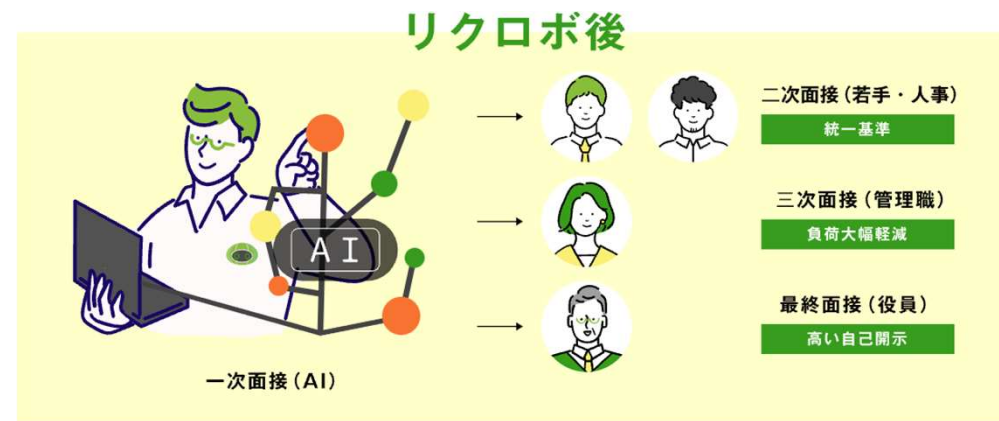 リクロボ後
AI
一次面接(AI)
二次面接(若手・人事)
統一基準
三次面接(管理職)
負荷大幅軽減
最終面接(役員)
高い自己開示